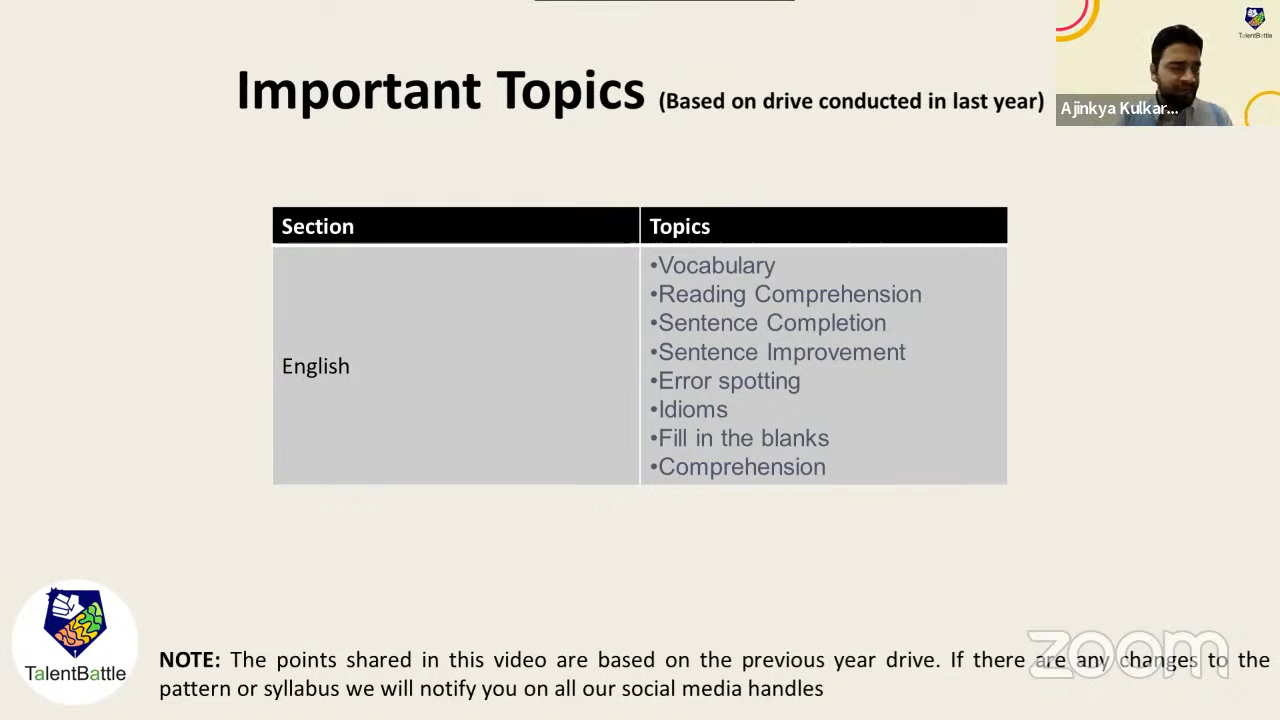 Important Topics (Based on drive conducted in last year)
TalentBattle
Ajinkya Kulkar...
Section
Topics
English
•Vocabulary
•Reading Comprehension
•Sentence Completion
•Sentence Improvement
•Error spotting
•Idioms
•Fill in the blanks
•Comprehension
TalentBattle
zoom
NOTE: The points shared in this video are based on the previous year drive. If there are any changes to the
pattern or syllabus we will notify you on all our social media handles